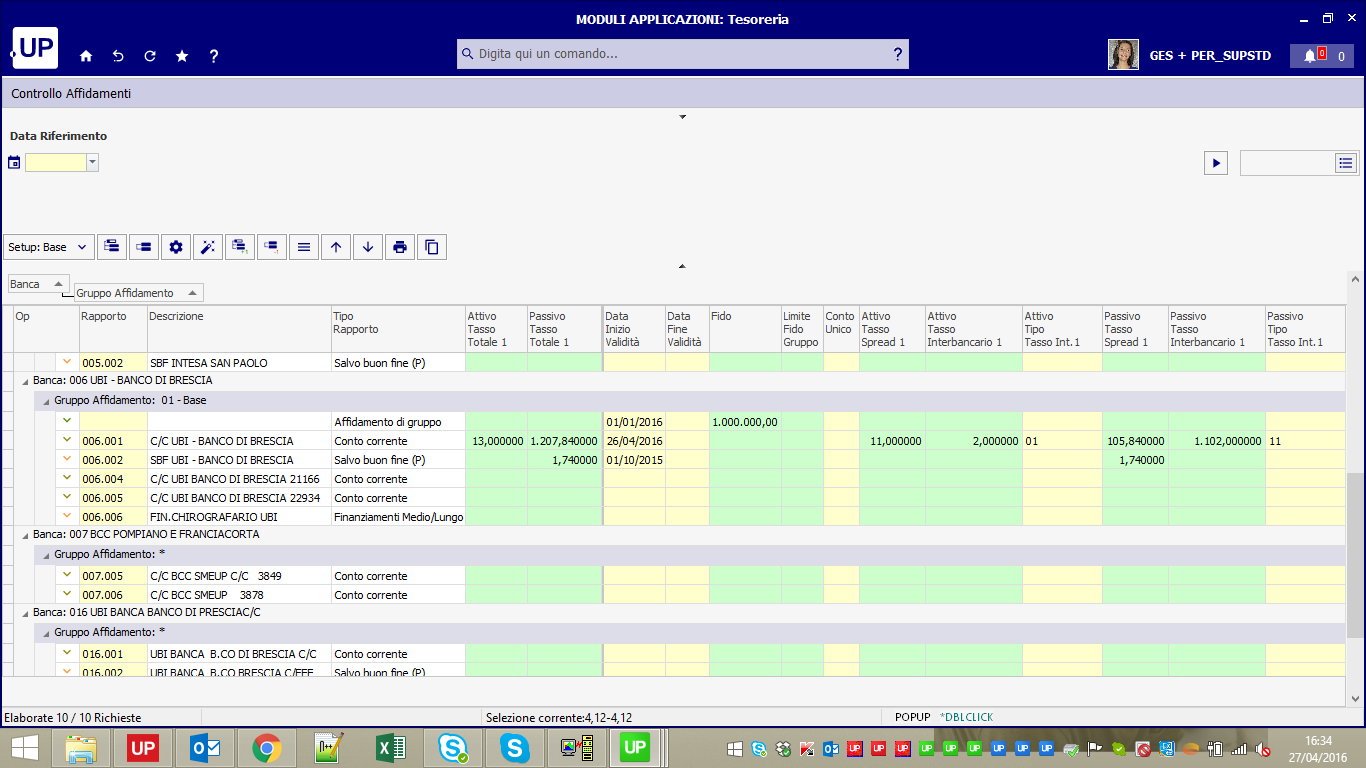 MODULI APPLICAZIONI: Tesoreria
UP
Digita qui un comando... ?
?
GES + PER_SUPSTD
0 0
Controllo Affidamenti
Data Riferimento
Setup: Base
Banca
Gruppo Affidamento
Op Rapporto Descrizione Tipo Rapporto Attivo Tasso Totale 1 Passivo Tasso Totale 1 Data Inizio Validità Data Fine Validità Fido Limite Fido Gruppo Conto Unico Attivo Tasso Spread 1 Attivo Tasso Interbancario 1 Attivo Tipo Tasso Int.1 Passivo Tasso Spread 1 Passivo Tasso Interbancario 1 Passivo Tipo Tasso Int.1
005.002 SBF INTESA SAN PAOLO Salvo buon fine (P)
Banca: 006 UBI - BANCO DI BRESCIA
Gruppo Affidamento: 01 - Base
Affidamento di gruppo 01/01/2016 1.000.000,00
006.001 C/C UBI - BANCO DI BRESCIA Conto corrente 13,000000 1.207,840000 26/04/2016 11,000000 2,000000 01 105,840000 1.102,000000 11
006.002 SBF UBI - BANCO DI BRESCIA Salvo buon fine (P) 1,740000 01/10/2015 1,740000
006.004 C/C UBI BANCO DI BRESCIA 21166 Conto corrente
006.005 C/C UBI BANCO DI BRESCIA 22934 Conto corrente
006.006 FIN.CHIROGRAFARIO UBI Finanziamenti Medio/Lungo
Banca: 007 BCC POMPIANO E FRANCIACORTA
Gruppo Affidamento: *
007.005 C/C BCC SMEUP C/C 3849 Conto corrente
007.006 C/C BCC SMEUP 3878 Conto corrente
Banca: 016 UBI BANCA BANCO DI PRESCIAC/C
Gruppo Affidamento: *
016.001 UBI BANCA B.CO DI BRESCIA C/C Conto corrente
016.002 UBI BANCA B.CO BRESCIA C/EFF Salvo buon fine (P)
Elaborate 10 / 10 Richieste
Selezione corrente:4,12-4,12
POPUP *DBLCLICK
UP
UP
16:34
27/04/2016